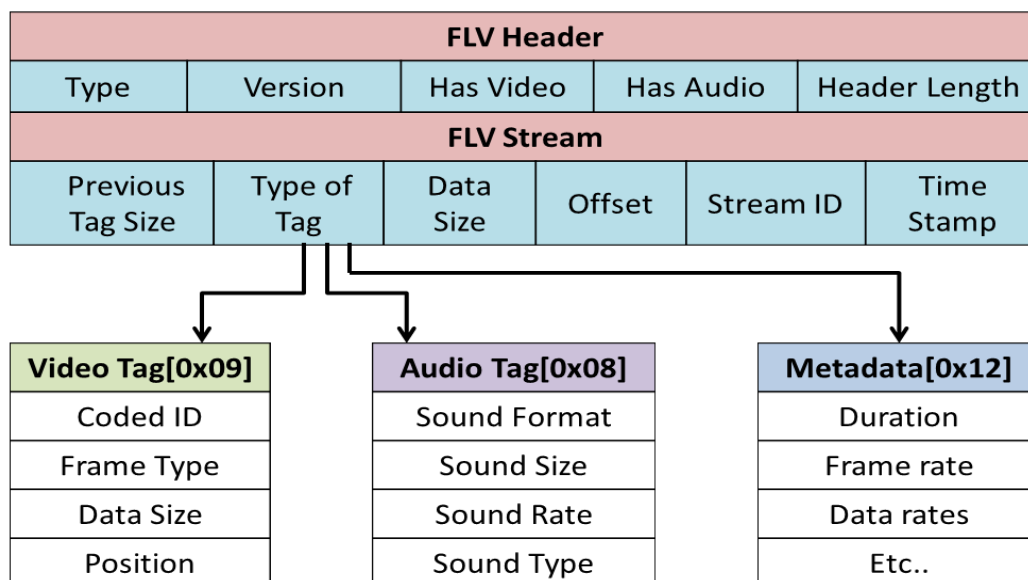 FLV Header
Type Version Has Video Has Audio Header Length
FLV Stream
Previous Tag Size Type of Tag Data Size Offset Stream ID Time Stamp
Video Tag[0x09] Audio Tag[0x08] Metadata[0x12]
Coded ID Sound Format Duration
Frame Type Sound Size Frame rate
Data Size Sound Rate Data rates
Position Sound Type Etc..